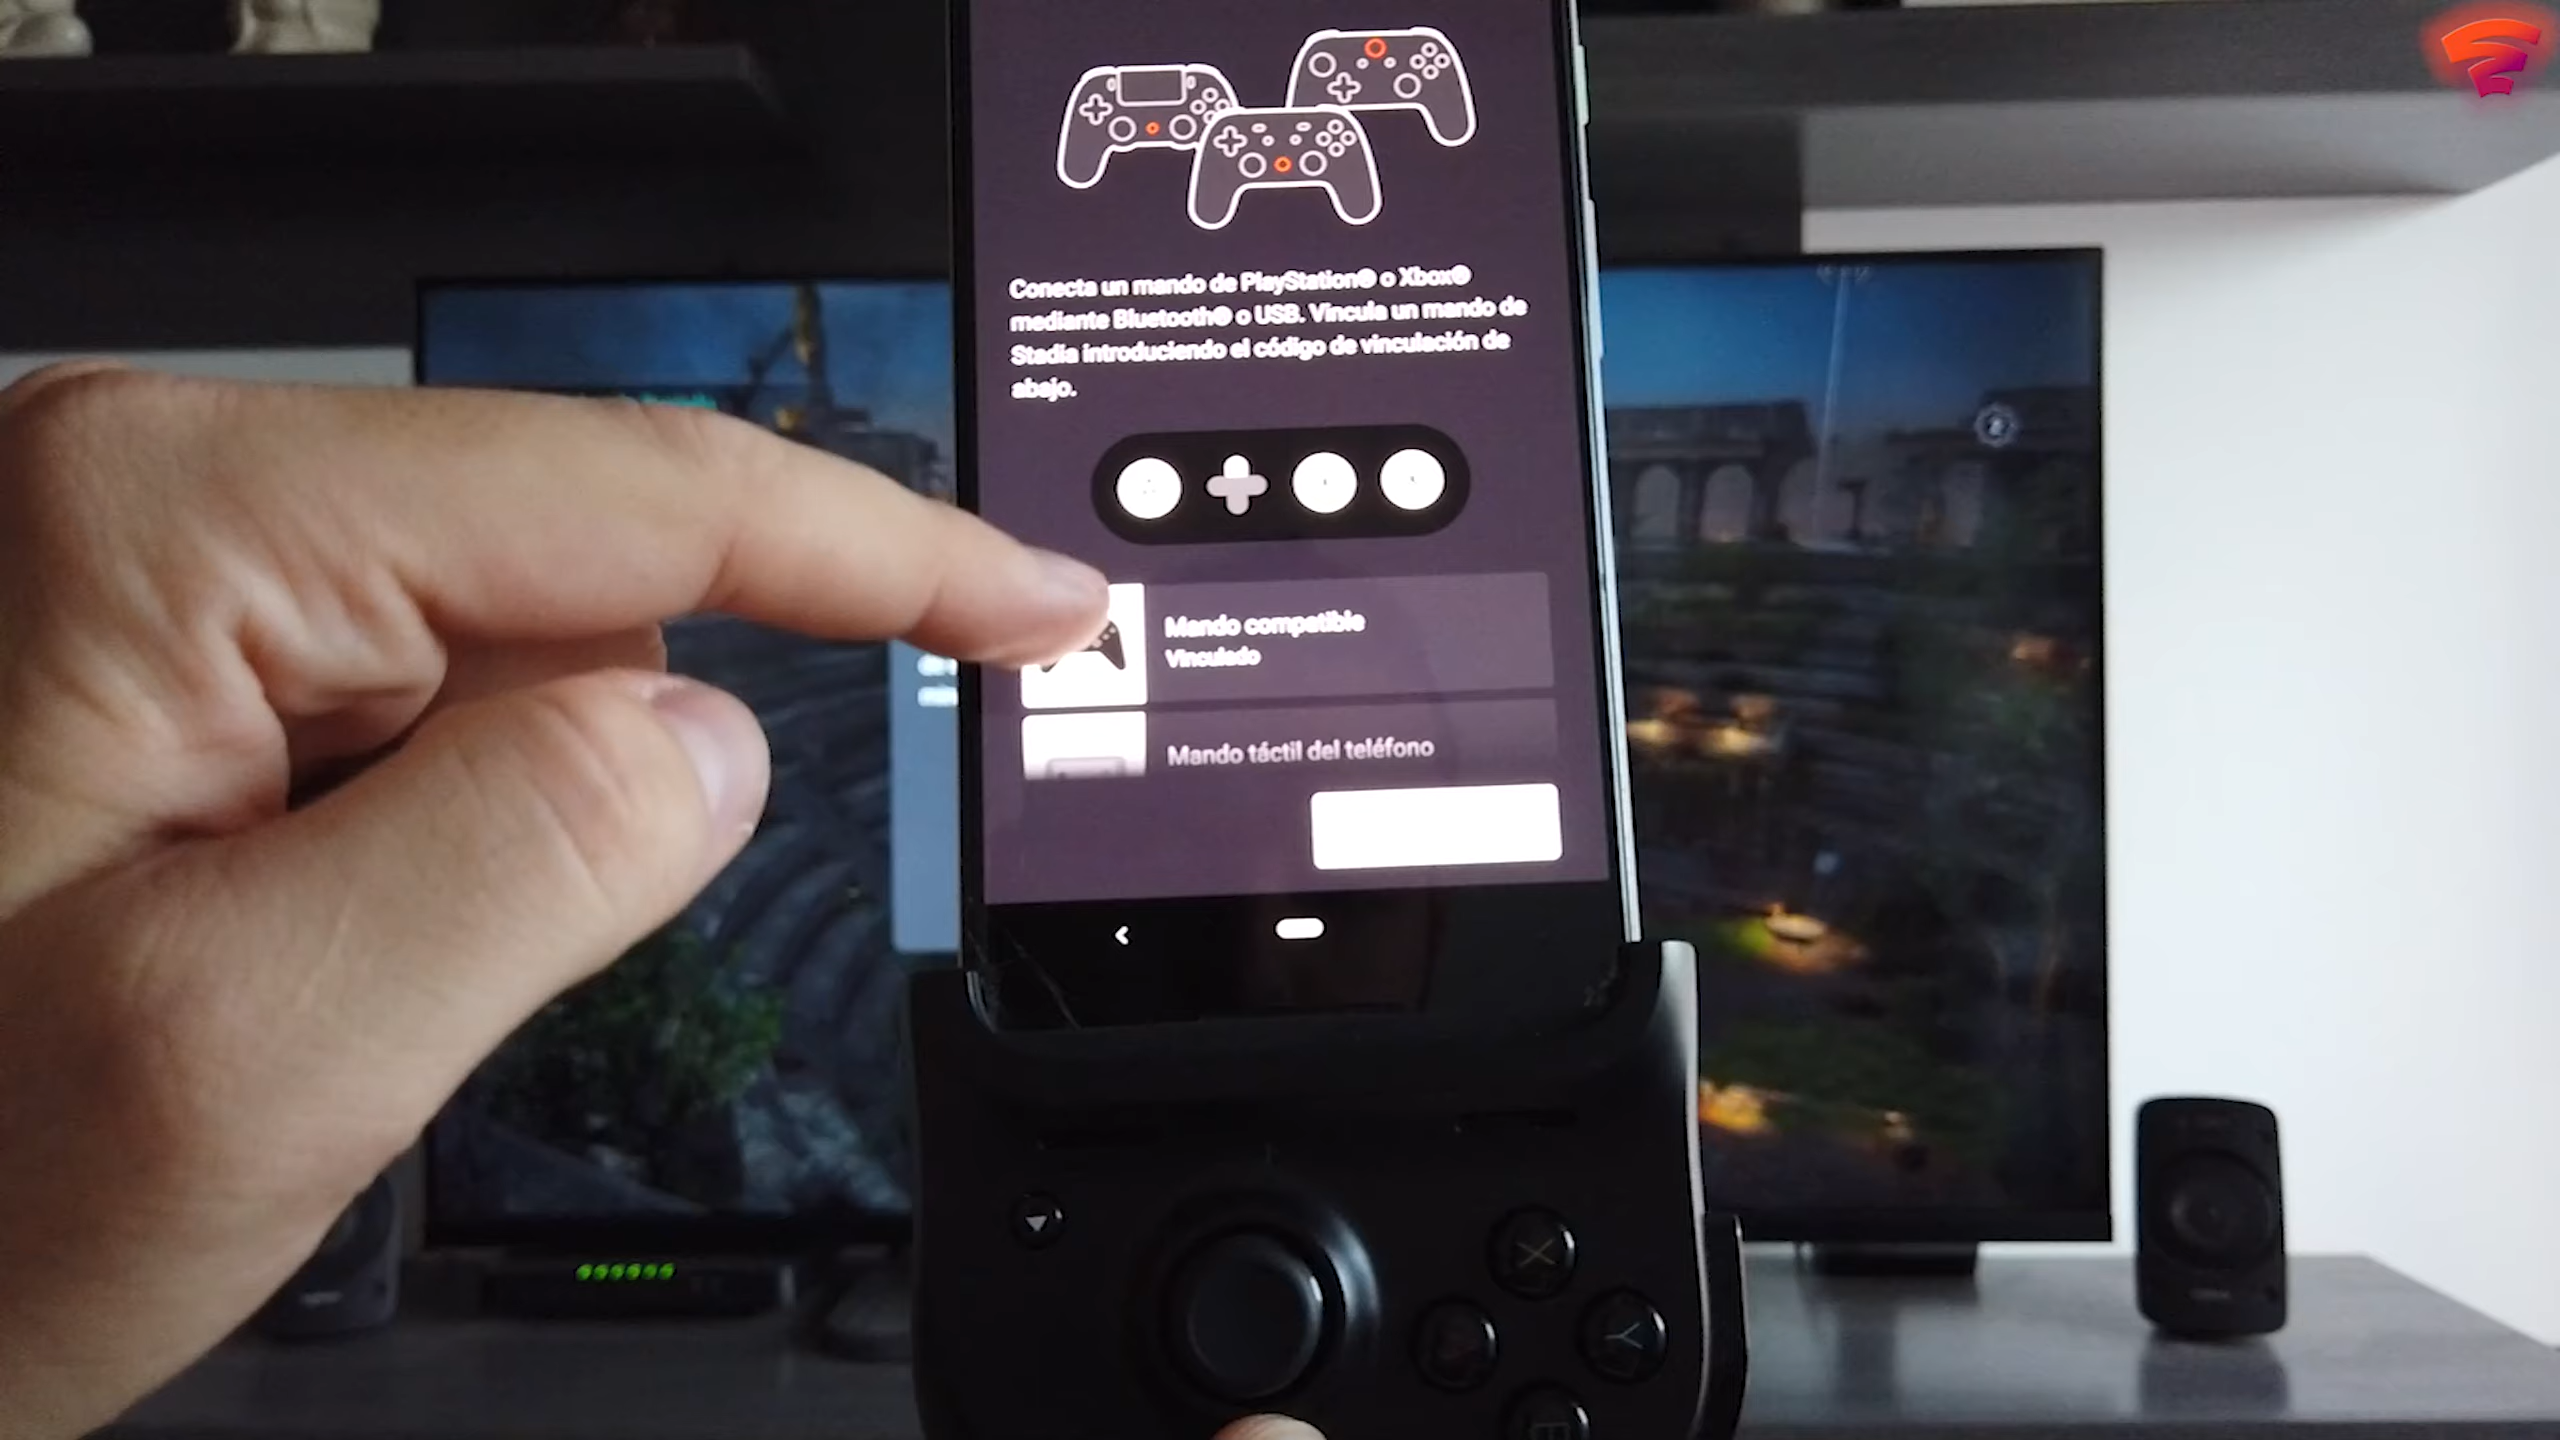 Conecta un mando de PlayStation® o Xbox®
mediante Bluetooth® o USB. Vincula un mando de
Stadia introduciendo el código de vinculación de
abajo.
Mando compatible
Vinculado
Mando táctil del teléfono
X
Y